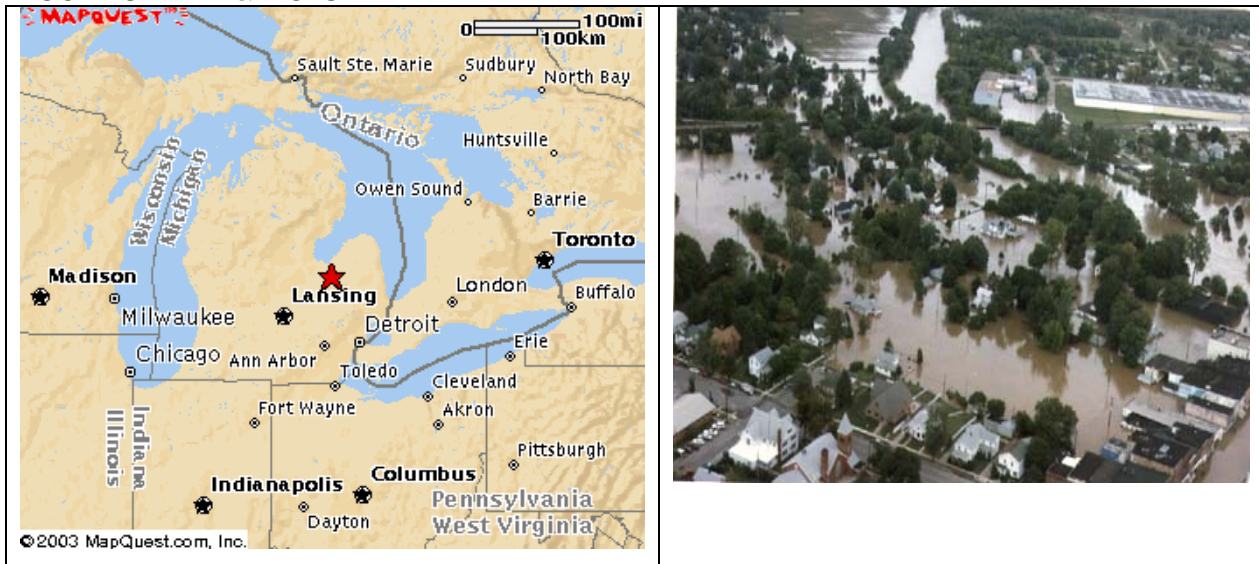 MAPQUEST
0 100mi
100km
Sault Ste. Marie
Sudbury
North Bay
Ontario
Huntsville
Wisconsin
Michigan
Owen Sound
Barrie
Toronto
Madison
Lansing
London
Buffalo
Milwaukee
Detroit
Chicago
Ann Arbor
Erie
Toledo
Cleveland
Fort Wayne
Akron
Indiana
Illinois
Pittsburgh
Indianapolis
Columbus
Pennsylvania
West Virginia
Dayton
©2003 MapQuest.com, Inc.